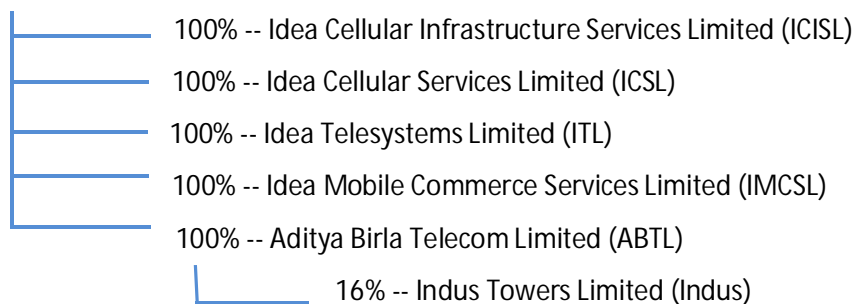 100% -- Idea Cellular Infrastructure Services Limited (ICISL)
100% -- Idea Cellular Services Limited (ICSL)
100% -- Idea Telesystems Limited (ITL)
100% -- Idea Mobile Commerce Services Limited (IMCSL)
100% -- Aditya Birla Telecom Limited (ABTL)
16% -- Indus Towers Limited (Indus)